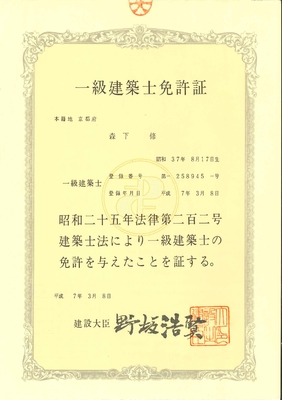 一級建築士免許証
本籍地 京都府
森下 修
昭和 37年 8月17日生
登録番号 第 258945 号
一級建築士
登録年月日 平成 7年 3月 8日
昭和二十五年法律第二百二号
建築士法により一級建築士の
免許を与えたことを証する。
平成 7年 3月 8日
建設大臣 野坂浩賢